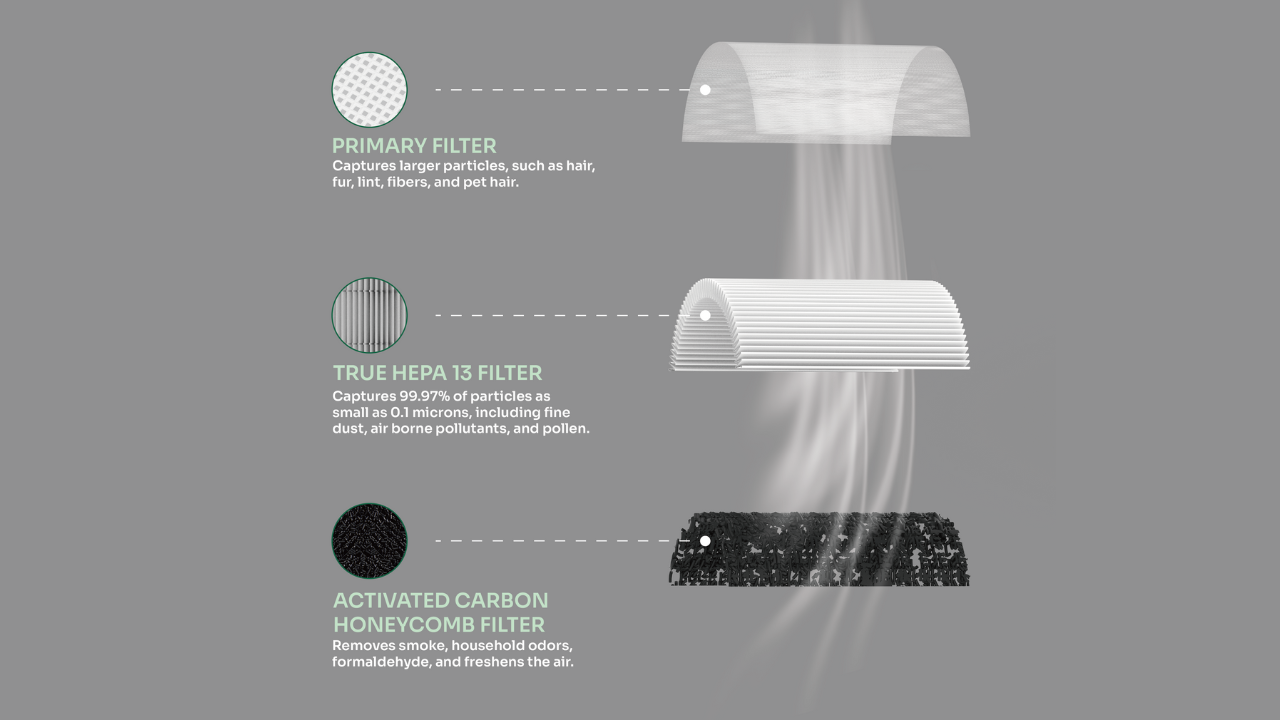 PRIMARY FILTER
Captures larger particles, such as hair,
fur, lint, fibers, and pet hair.
TRUE HEPA 13 FILTER
Captures 99.97% of particles as
small as 0.1 microns, including fine
dust, air borne pollutants, and pollen.
ACTIVATED CARBON
HONEYCOMB FILTER
Removes smoke, household odors,
formaldehyde, and freshens the air.